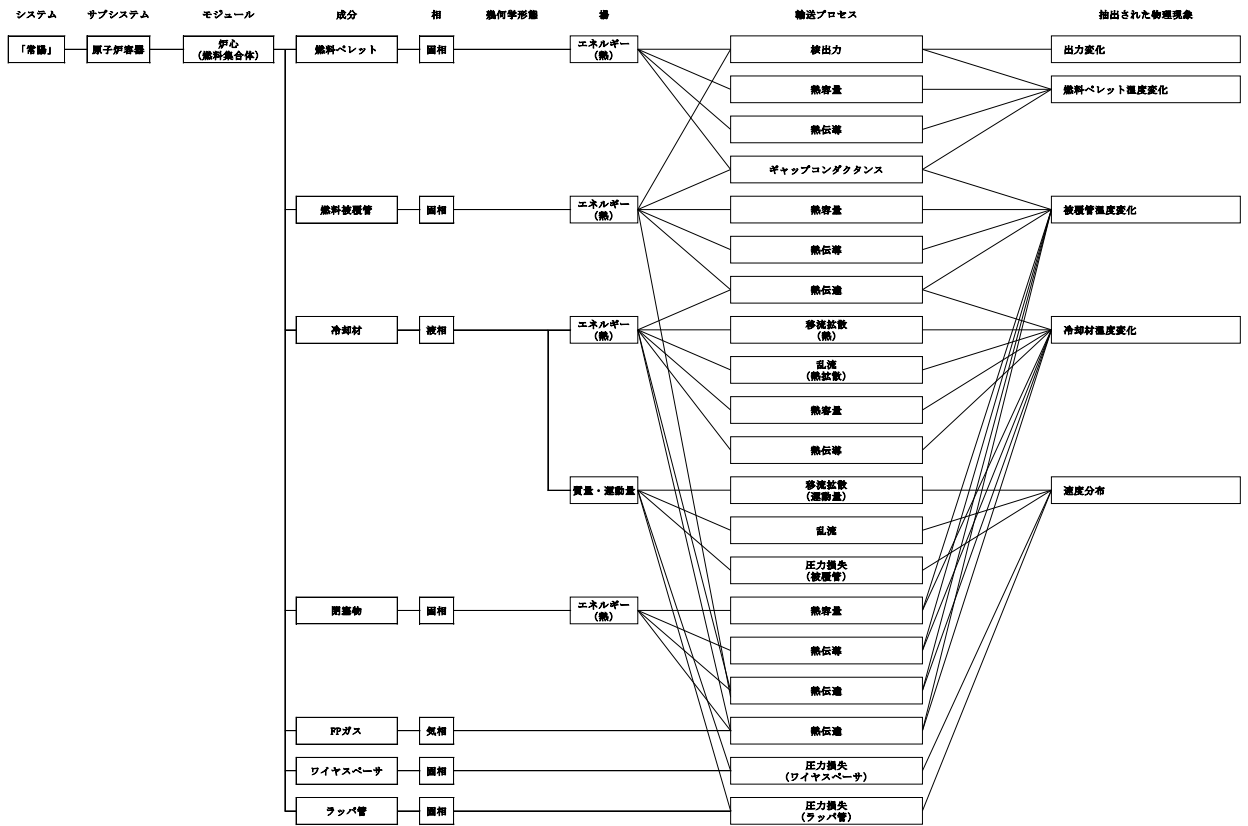 システム サブシステム モジュール 成分 相 幾何学形態 場 輸送プロセス 抽出された物理現象
「常陽」 原子炉容器 炉心
(燃料集合体)
燃料ペレット 固相 エネルギー
(熱)
核出力 出力変化
熱容量 燃料ペレット温度変化
熱伝導
ギャップコンダクタンス
燃料被覆管 固相 エネルギー
(熱)
熱容量 被覆管温度変化
熱伝導
熱伝達
冷却材 液相 エネルギー
(熱)
移流拡散
(熱)
冷却材温度変化
乱流
(熱拡散)
熱容量
熱伝導
質量・運動量 移流拡散
(運動量)
速度分布
乱流
圧力損失
(被覆管)
閉塞物 固相 エネルギー
(熱)
熱容量
熱伝導
熱伝達
FPガス 気相 熱伝達
ワイヤスペーサ 固相 圧力損失
(ワイヤスペーサ)
ラッパ管 固相 圧力損失
(ラッパ管)